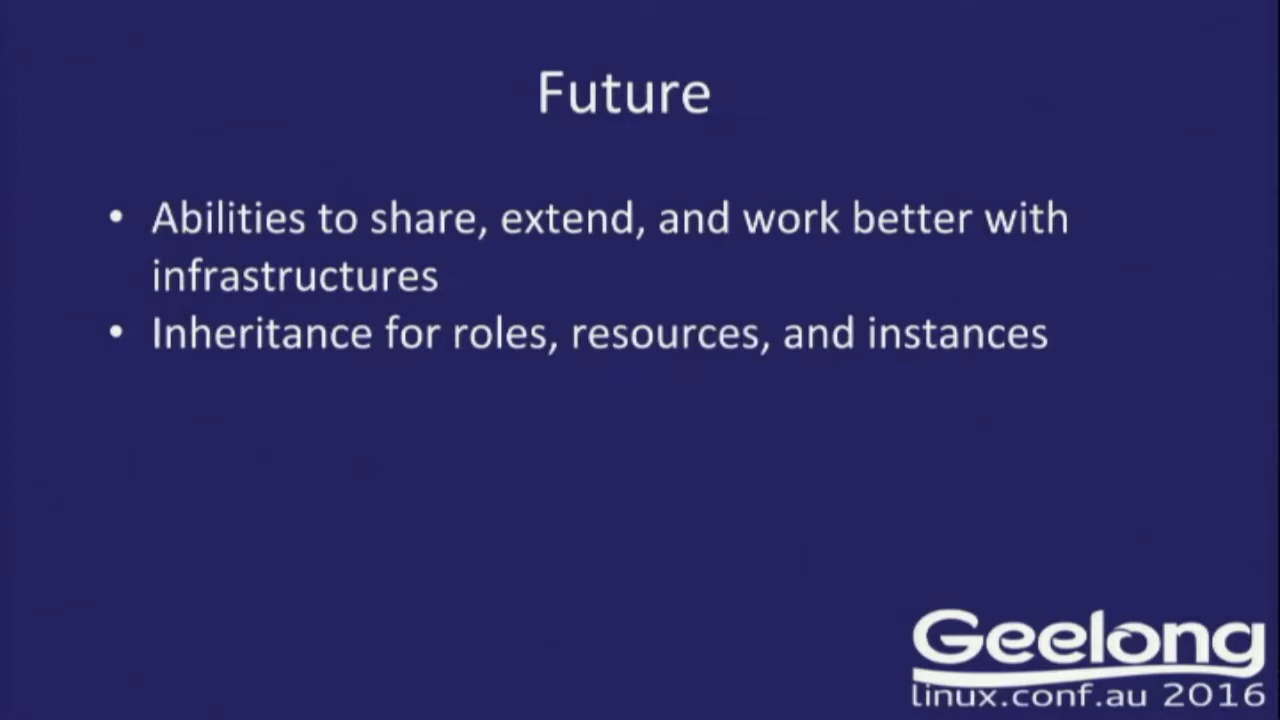 Future
• Abilities to share, extend, and work better with
infrastructures
• Inheritance for roles, resources, and instances
Geelong
linux.conf.au 2016